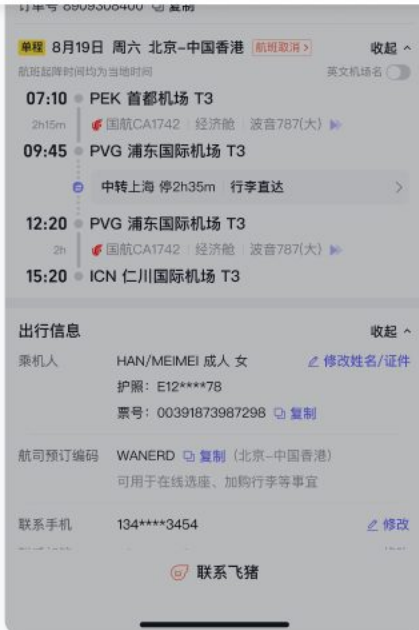 订单号 8909308400 复制
单程 8月19日 周六 北京-中国香港 航班取消> 收起
航班起降时间均为当地时间 英文机场名
07:10 PEK 首都机场 T3
2h15m 国航CA1742 经济舱 波音787(大)
09:45 PVG 浦东国际机场 T3
中转上海 停2h35m 行李直达 >
12:20 PVG 浦东国际机场 T3
2h 国航CA1742 经济舱 波音787(大)
15:20 ICN 仁川国际机场 T3
出行信息 收起
乘机人 HAN/MEIMEI 成人 女 修改姓名/证件
护照：E12****78
票号：00391873987298 复制
航司预订编码 WANERD 复制 (北京-中国香港)
可用于在线选座、加购行李等事宜
联系手机 134****3454 修改
联系飞猪